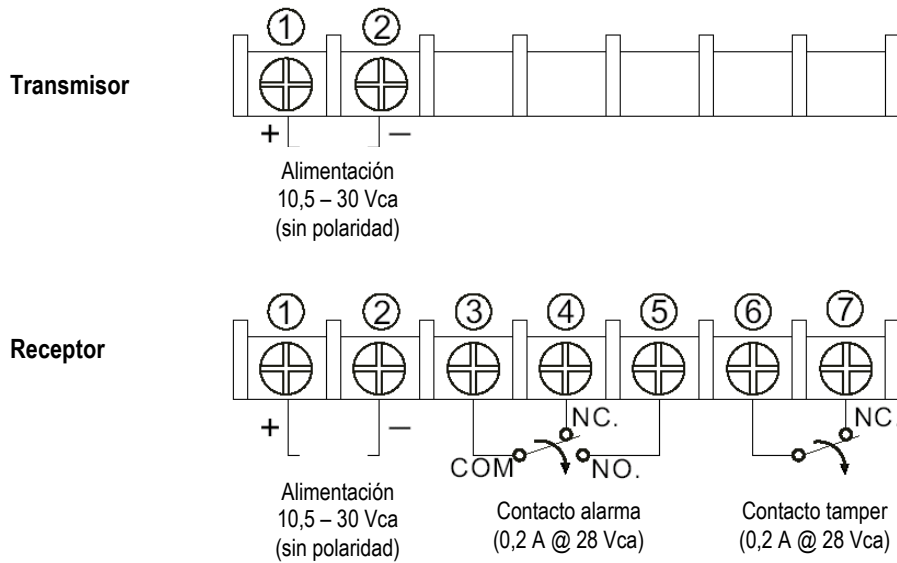 ① ②
Transmisor
+ −
Alimentación
10,5 – 30 Vca
(sin polaridad)
① ② ③ ④ ⑤ ⑥ ⑦
Receptor
+ −
NC.
COM
NO.
NC.
Alimentación
10,5 – 30 Vca
(sin polaridad)
Contacto alarma
(0,2 A @ 28 Vca)
Contacto tamper
(0,2 A @ 28 Vca)